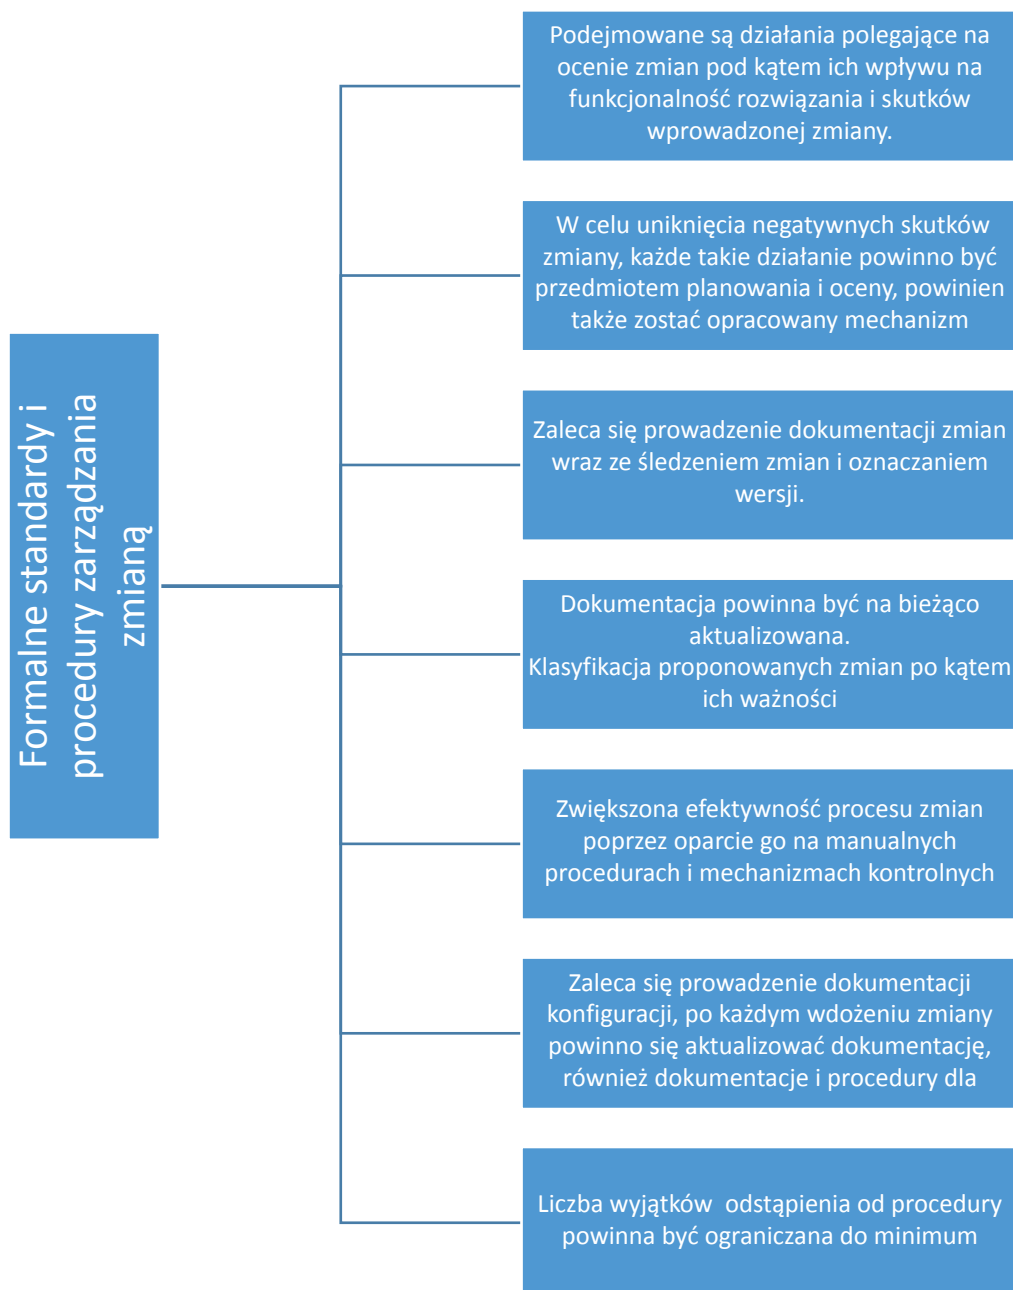 Formalne standardy i
procedury zarządzania
zmianą
Podejmowane są działania polegające na
ocenie zmian pod kątem ich wpływu na
funkcjonalność rozwiązania i skutków
wprowadzonej zmiany.
W celu uniknięcia negatywnych skutków
zmiany, każde takie działanie powinno być
przedmiotem planowania i oceny, powinien
także zostać opracowany mechanizm
Zaleca się prowadzenie dokumentacji zmian
wraz ze śledzeniem zmian i oznaczaniem
wersji.
Dokumentacja powinna być na bieżąco
aktualizowana.
Klasyfikacja proponowanych zmian po kątem
ich ważności
Zwiększona efektywność procesu zmian
poprzez oparcie go na manualnych
procedurach i mechanizmach kontrolnych
Zaleca się prowadzenie dokumentacji
konfiguracji, po każdym wdożeniu zmiany
powinno się aktualizować dokumentację,
również dokumentacje i procedury dla
Liczba wyjątków  odstąpienia od procedury
powinna być ograniczana do minimum